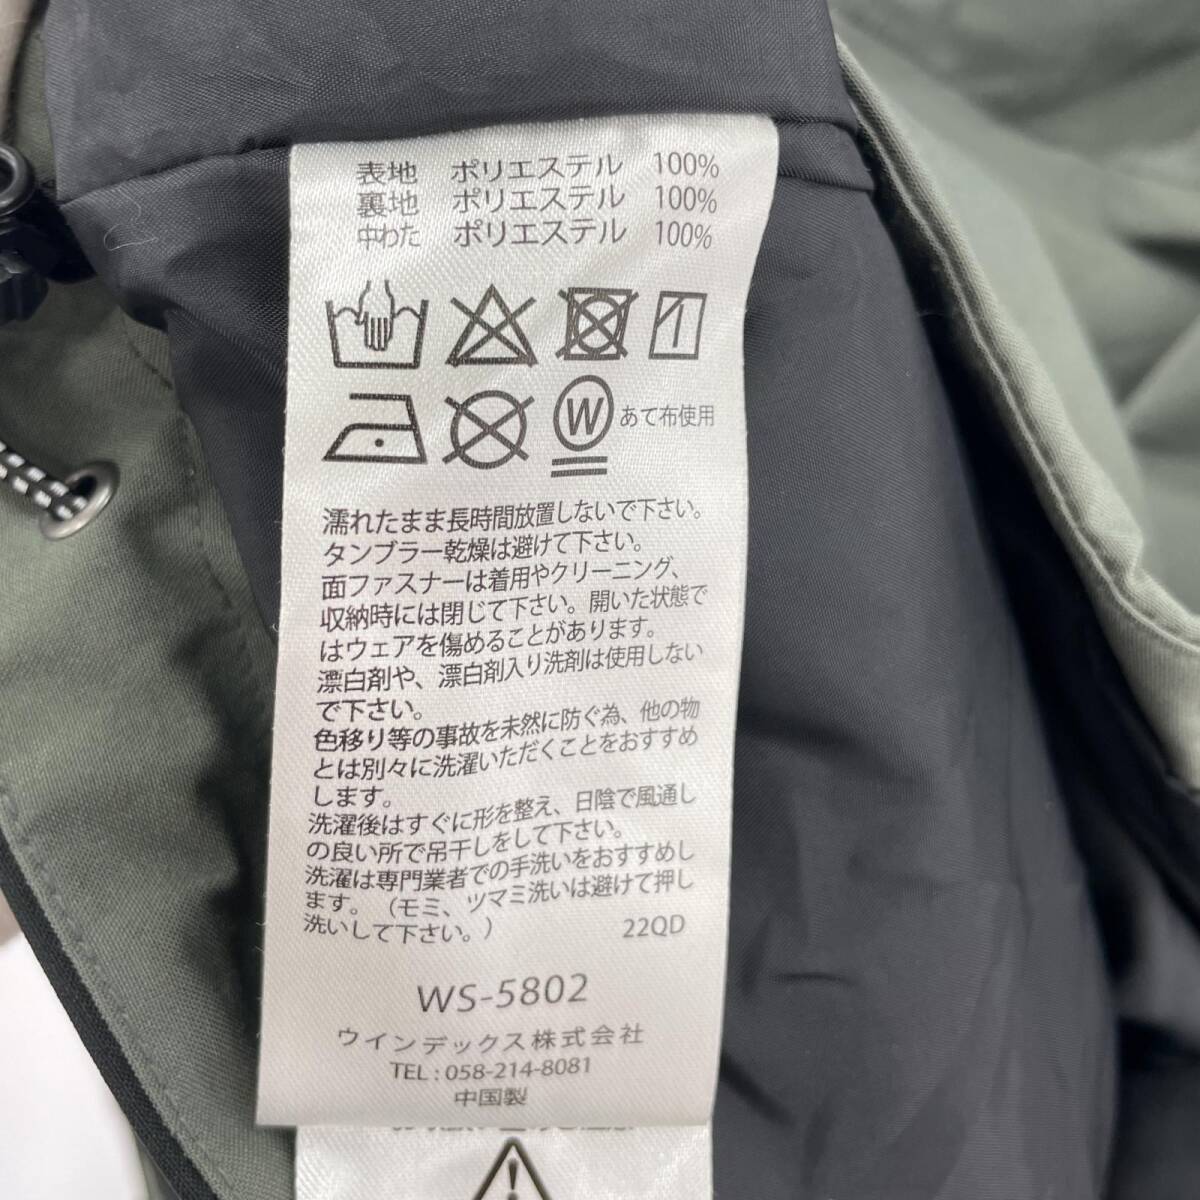 表地 ポリエステル 100%
裏地 ポリエステル 100%
中わた ポリエステル 100%
W あて布使用
濡れたまま長時間放置しないで下さい。
タンブラー乾燥は避けて下さい。
面ファスナーは着用やクリーニング、
収納時には閉じて下さい。開いた状態で
はウェアを傷めることがあります。
漂白剤や、漂白剤入り洗剤は使用しない
で下さい。
色移り等の事故を未然に防ぐ為、他の物
とは別々に洗濯いただくことをおすすめ
します。
洗濯後はすぐに形を整え、日陰で風通し
の良い所で吊干しをして下さい。
洗濯は専門業者での手洗いをおすすめし
ます。（モミ、ツマミ洗いは避けて押し
洗いして下さい。） 22QD
WS-5802
ウインデックス株式会社
TEL : 058-214-8081
中国製